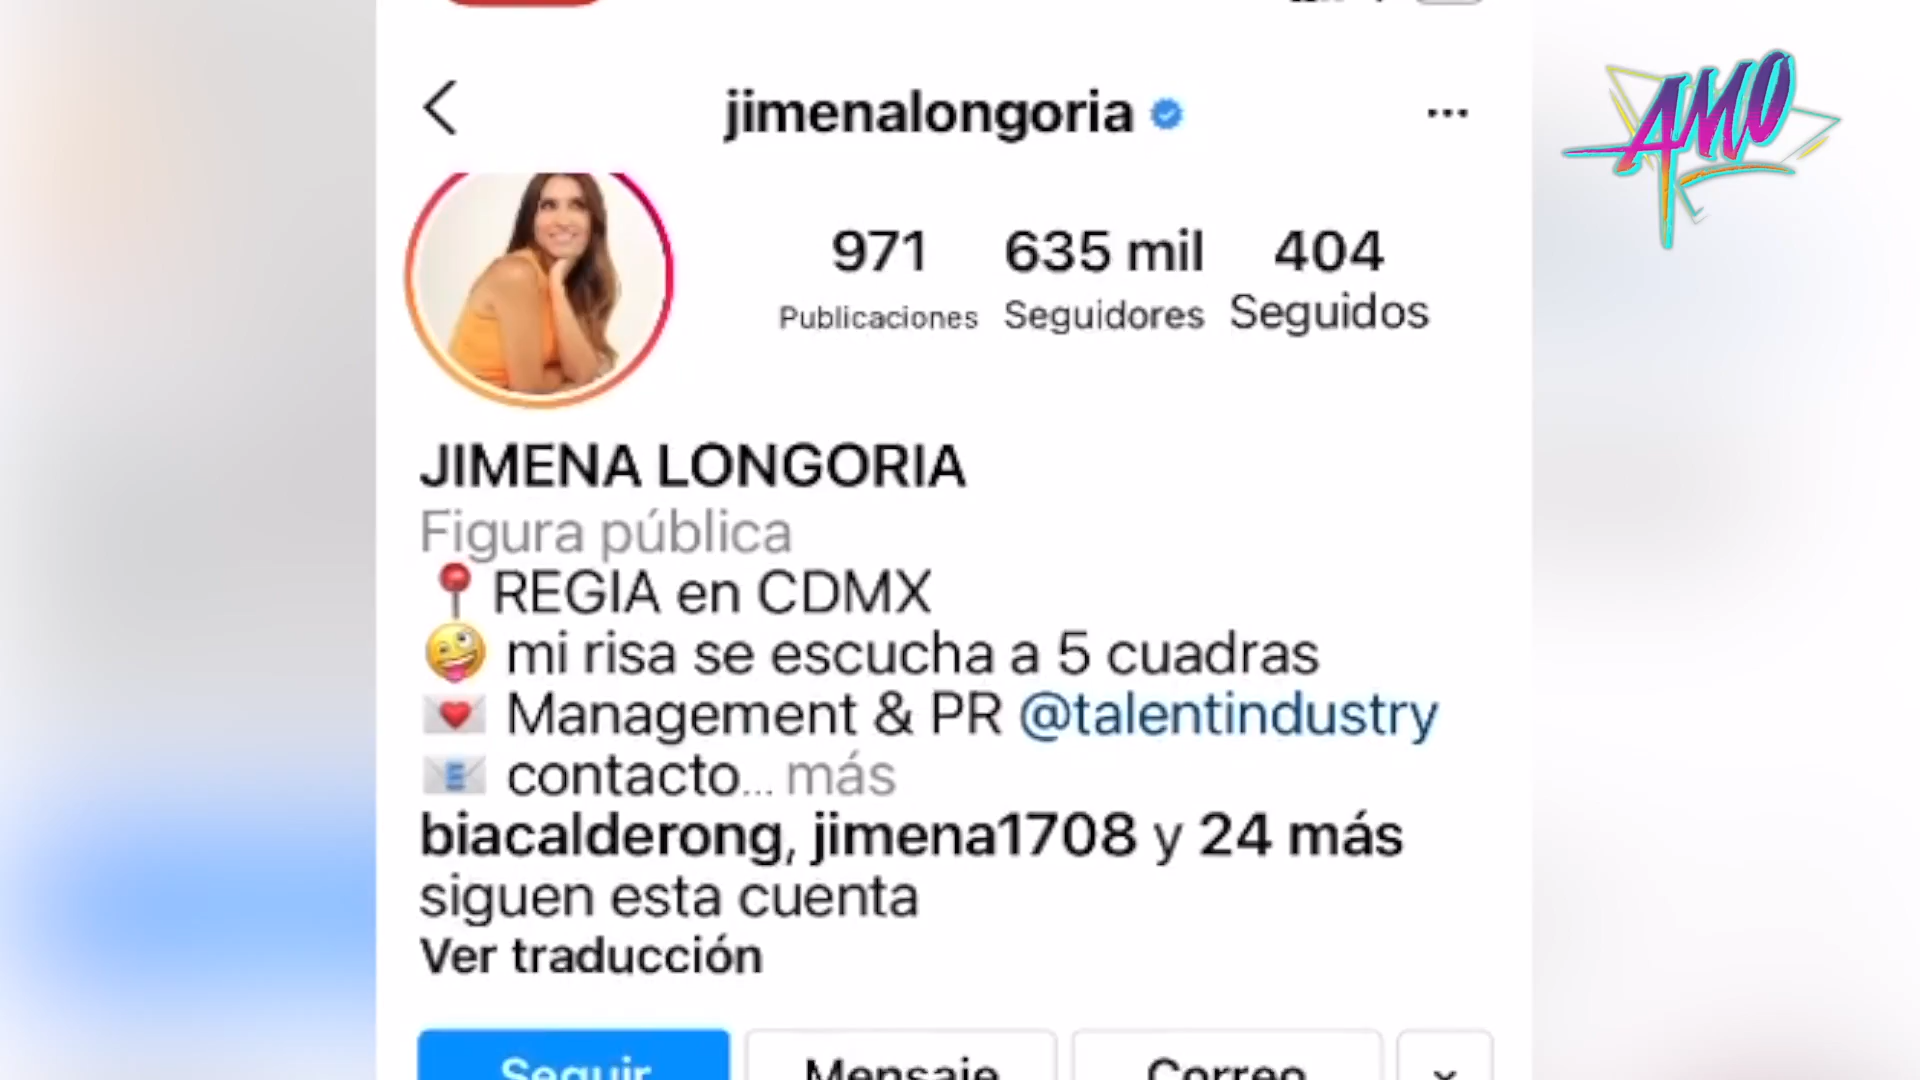 jimenalongoria
AMO
971 635 mil 404
Publicaciones Seguidores Seguidos
JIMENA LONGORIA
Figura pública
REGIA en CDMX
mi risa se escucha a 5 cuadras
Management & PR @talentindustry
contacto... más
biacalderong, jimena1708 y 24 más
siguen esta cuenta
Ver traducción
Seguir Mensaje Correo